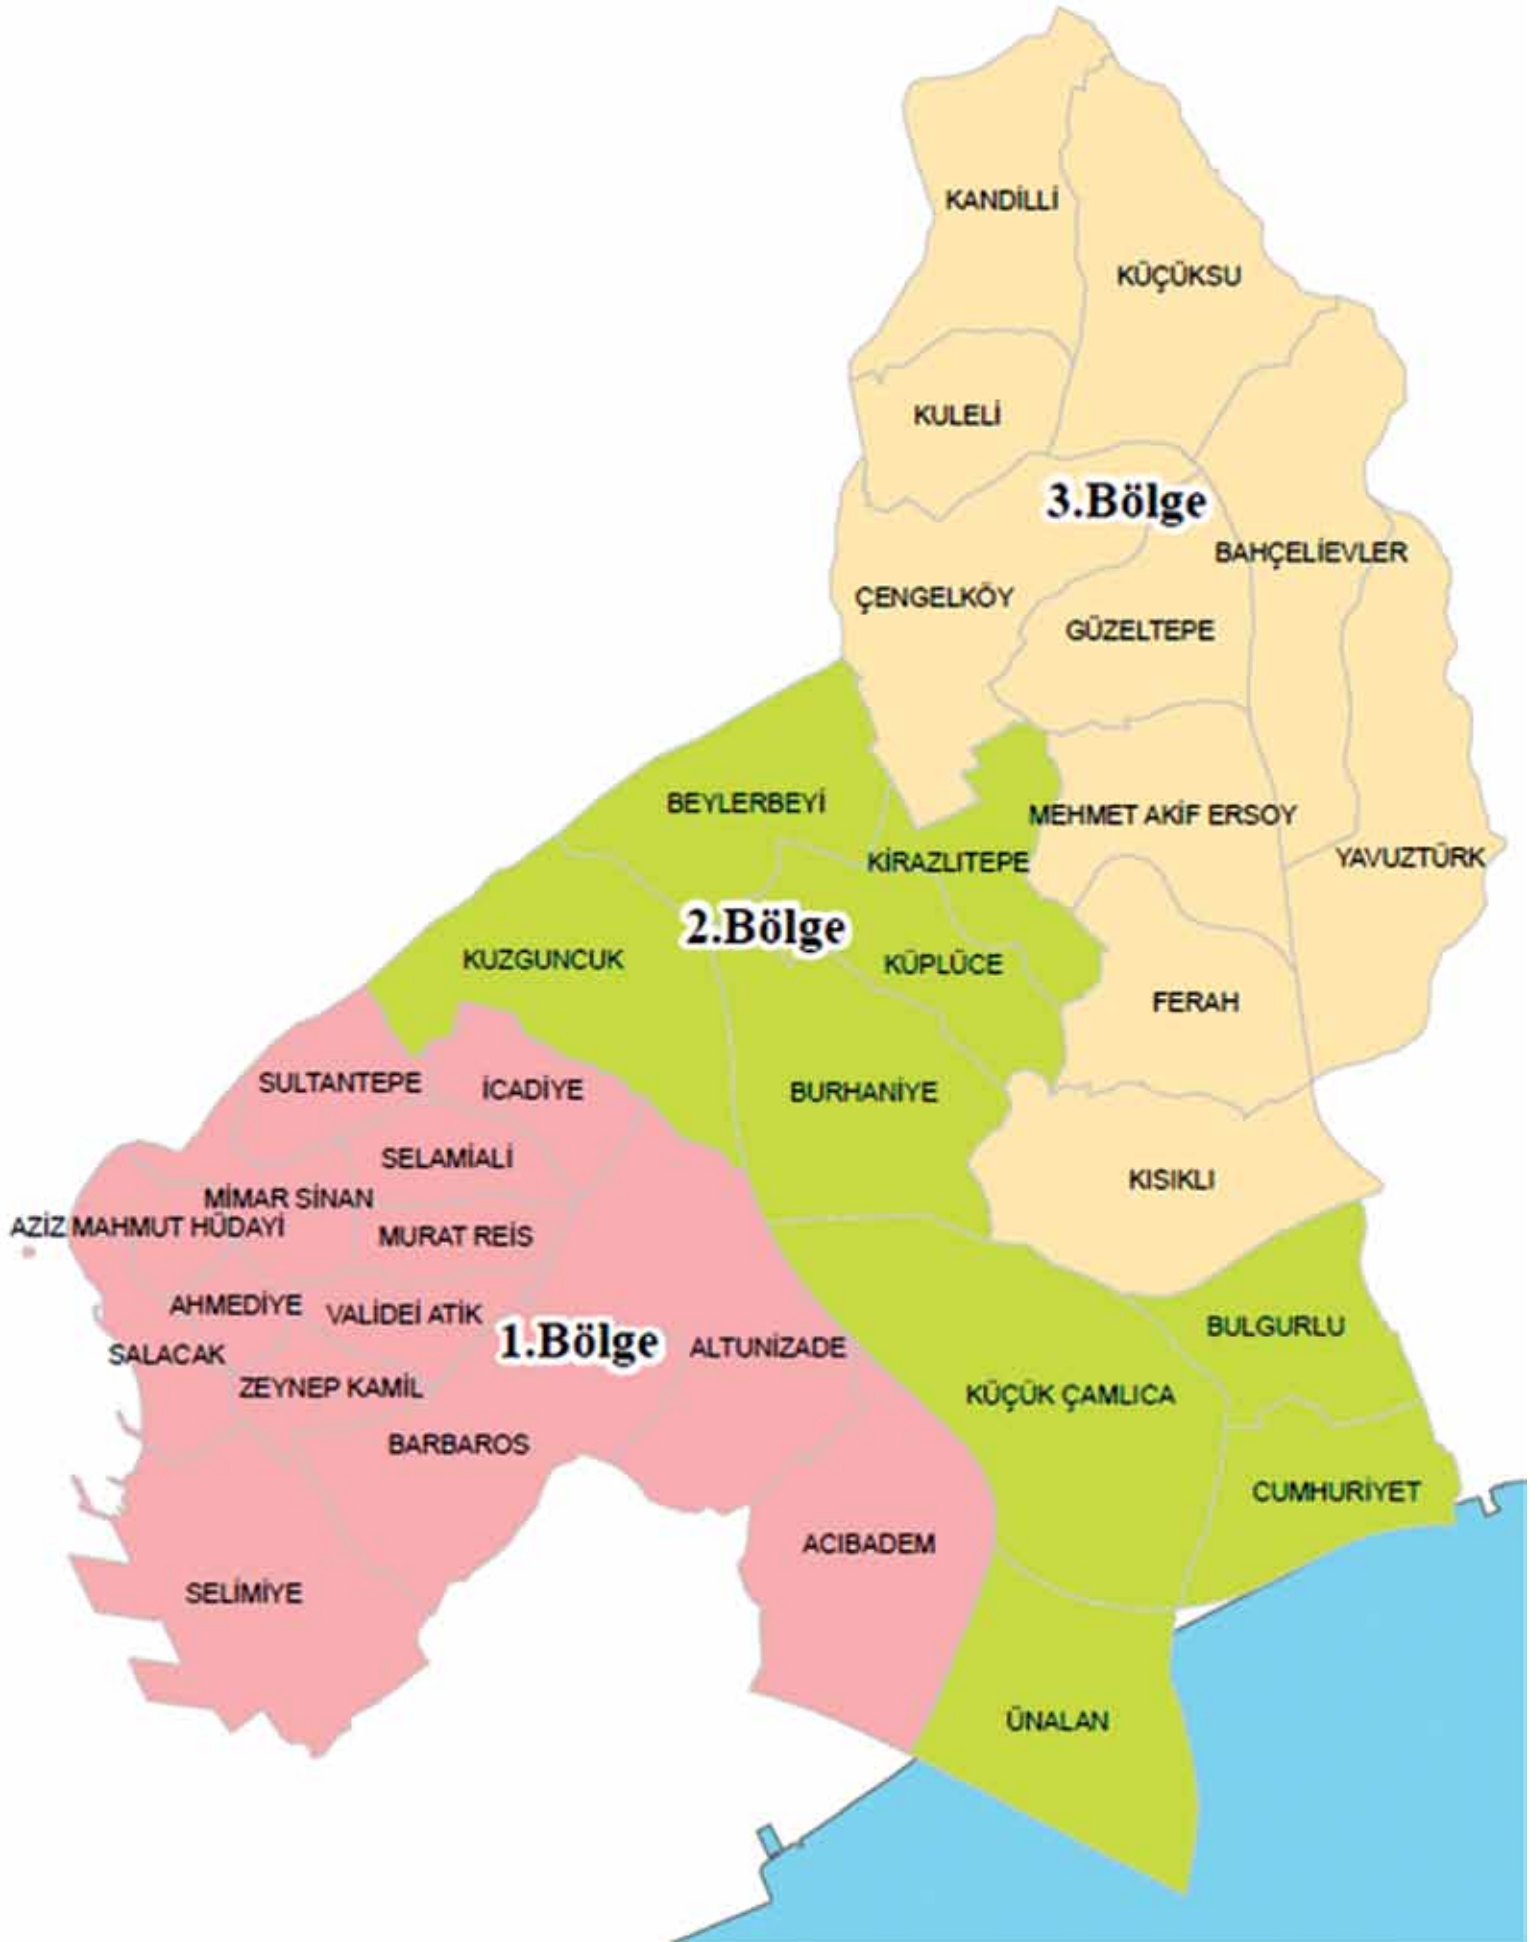 KANDİLLİ
KÜÇÜKSU
KULELİ
3.Bölge
BAHÇELİEVLER
ÇENGELKÖY
GÜZELTEPE
BEYLERBEYİ
MEHMET AKİF ERSOY
KİRAZLITEPE
YAVUZTÜRK
2.Bölge
KUZGUNCUK
KÜPLÜCE
FERAH
SULTANTEPE
İCADİYE
BURHANİYE
SELAMİALİ
KISIKLI
MİMAR SİNAN
AZİZ MAHMUT HÜDAYİ
MURAT REİS
AHMEDİYE
VALİDEİ ATİK
1.Bölge
ALTUNİZADE
BULGURLU
SALACAK
ZEYNEP KAMİL
KÜÇÜK ÇAMLICA
BARBAROS
CUMHURİYET
ACIBADEM
SELİMİYE
ÜNALAN